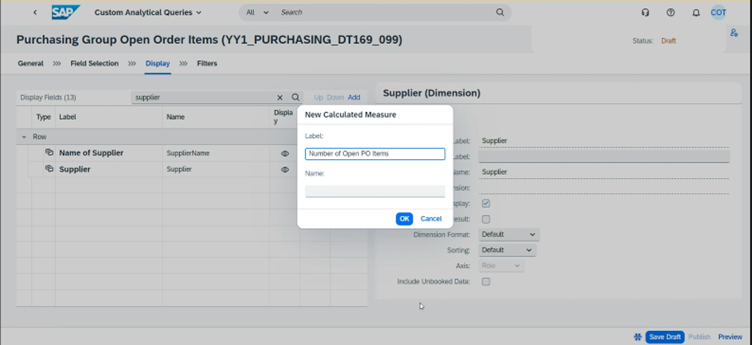 SAP
Custom Analytical Queries
All
Search
COT
Purchasing Group Open Order Items (YY1_PURCHASING_DT169_099)
Status: Draft
General
Field Selection
Display
Filters
Display Fields (13)
supplier
Up Down Add
Type Label Name Displa
y
Row
Name of Supplier SupplierName
Supplier Supplier
New Calculated Measure
Label:
Number of Open PO Items
Name:
OK Cancel
Supplier (Dimension)
abel: Supplier
abel:
ame: Supplier
sion:
play:
sult:
Dimension Format: Default
Sorting: Default
Axis: Row
Include Unbooked Data:
Save Draft Publish Preview